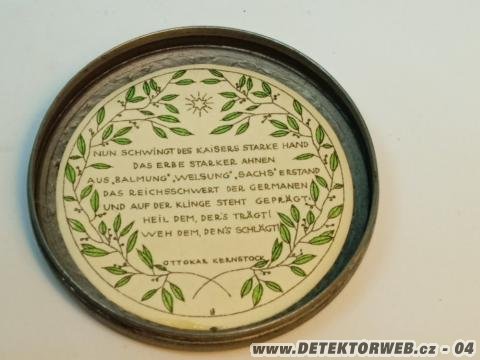 NUN SCHWINGT DES KAISERS STARKE HAND
DAS ERBE STARKER AHNEN
AUS „BALMUNG", „WELSUNG", „SACHS" ERSTAND
DAS REICHSSCHWERT DER GERMANEN
UND AUF DER KLINGE STEHT GEPRÄGT
HEIL DEM, DER'S TRÄGT!
WEH DEM, DEN'S SCHLÄGT!
OTTOKAR KERNSTOCK
www.DETEKTORWEB.cz - 04